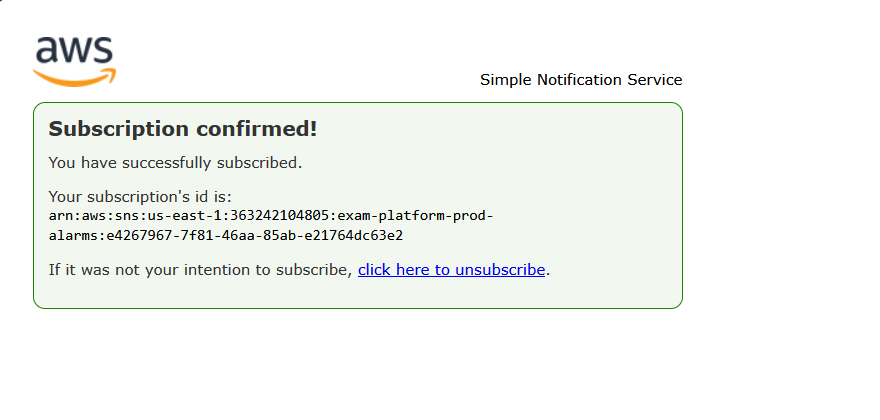 aws
Simple Notification Service
Subscription confirmed!
You have successfully subscribed.
Your subscription's id is:
arn:aws:sns:us-east-1:363242104805:exam-platform-prod-
alarms:e4267967-7f81-46aa-85ab-e21764dc63e2
If it was not your intention to subscribe, click here to unsubscribe.